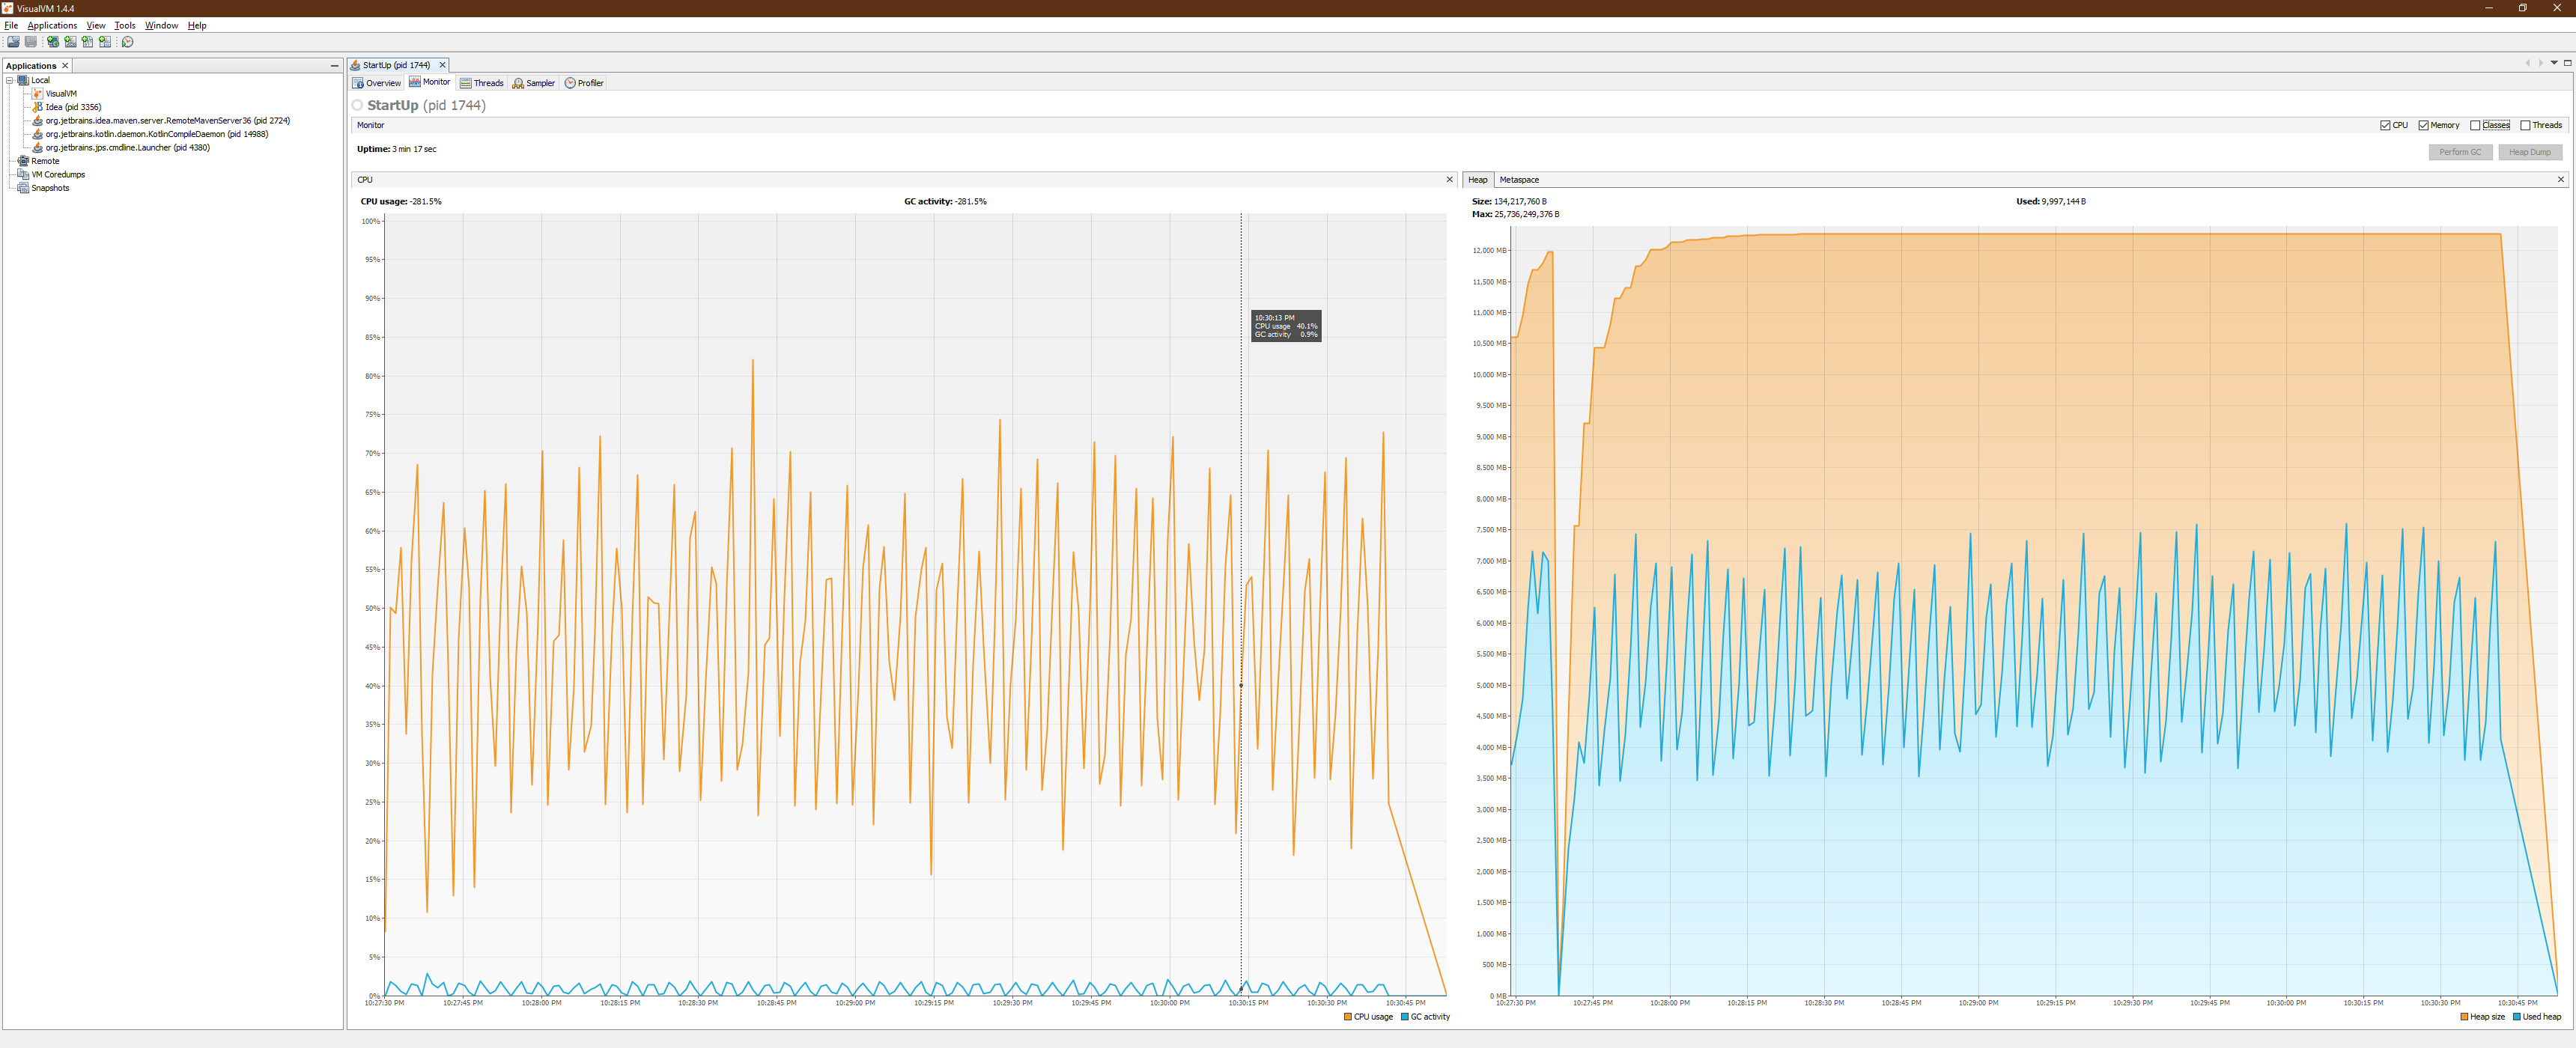 VisualVM 1.4.4
File Applications View Tools Window Help
Applications
Local
VisualVM
Idea (pid 3356)
org.jetbrains.idea.maven.server.RemoteMavenServer36 (pid 2724)
org.jetbrains.kotlin.daemon.KotlinCompileDaemon (pid 14988)
org.jetbrains.jps.cmdline.Launcher (pid 4380)
Remote
VM Coredumps
Snapshots
StartUp (pid 1744)
Overview Monitor Threads Sampler Profiler
StartUp (pid 1744)
Monitor
CPU Memory Classes Threads
Uptime: 3 min 17 sec
Perform GC Heap Dump
CPU
CPU usage: -281.5% GC activity: -281.5%
100%
95%
90%
85%
80%
75%
70%
65%
60%
55%
50%
45%
40%
35%
30%
25%
20%
15%
10%
5%
0%
10:30:13 PM
CPU usage 40.1%
GC activity 0.9%
10:27:30 PM 10:27:45 PM 10:28:00 PM 10:28:15 PM 10:28:30 PM 10:28:45 PM 10:29:00 PM 10:29:15 PM 10:29:30 PM 10:29:45 PM 10:30:00 PM 10:30:15 PM 10:30:30 PM 10:30:45 PM
CPU usage GC activity
Heap Metaspace
Size: 134,217,760 B Used: 9,997,144 B
Max: 25,736,249,376 B
12,000 MB
11,500 MB
11,000 MB
10,500 MB
10,000 MB
9,500 MB
9,000 MB
8,500 MB
8,000 MB
7,500 MB
7,000 MB
6,500 MB
6,000 MB
5,500 MB
5,000 MB
4,500 MB
4,000 MB
3,500 MB
3,000 MB
2,500 MB
2,000 MB
1,500 MB
1,000 MB
500 MB
0 MB
10:27:30 PM 10:27:45 PM 10:28:00 PM 10:28:15 PM 10:28:30 PM 10:28:45 PM 10:29:00 PM 10:29:15 PM 10:29:30 PM 10:29:45 PM 10:30:00 PM 10:30:15 PM 10:30:30 PM 10:30:45 PM
Heap size Used heap